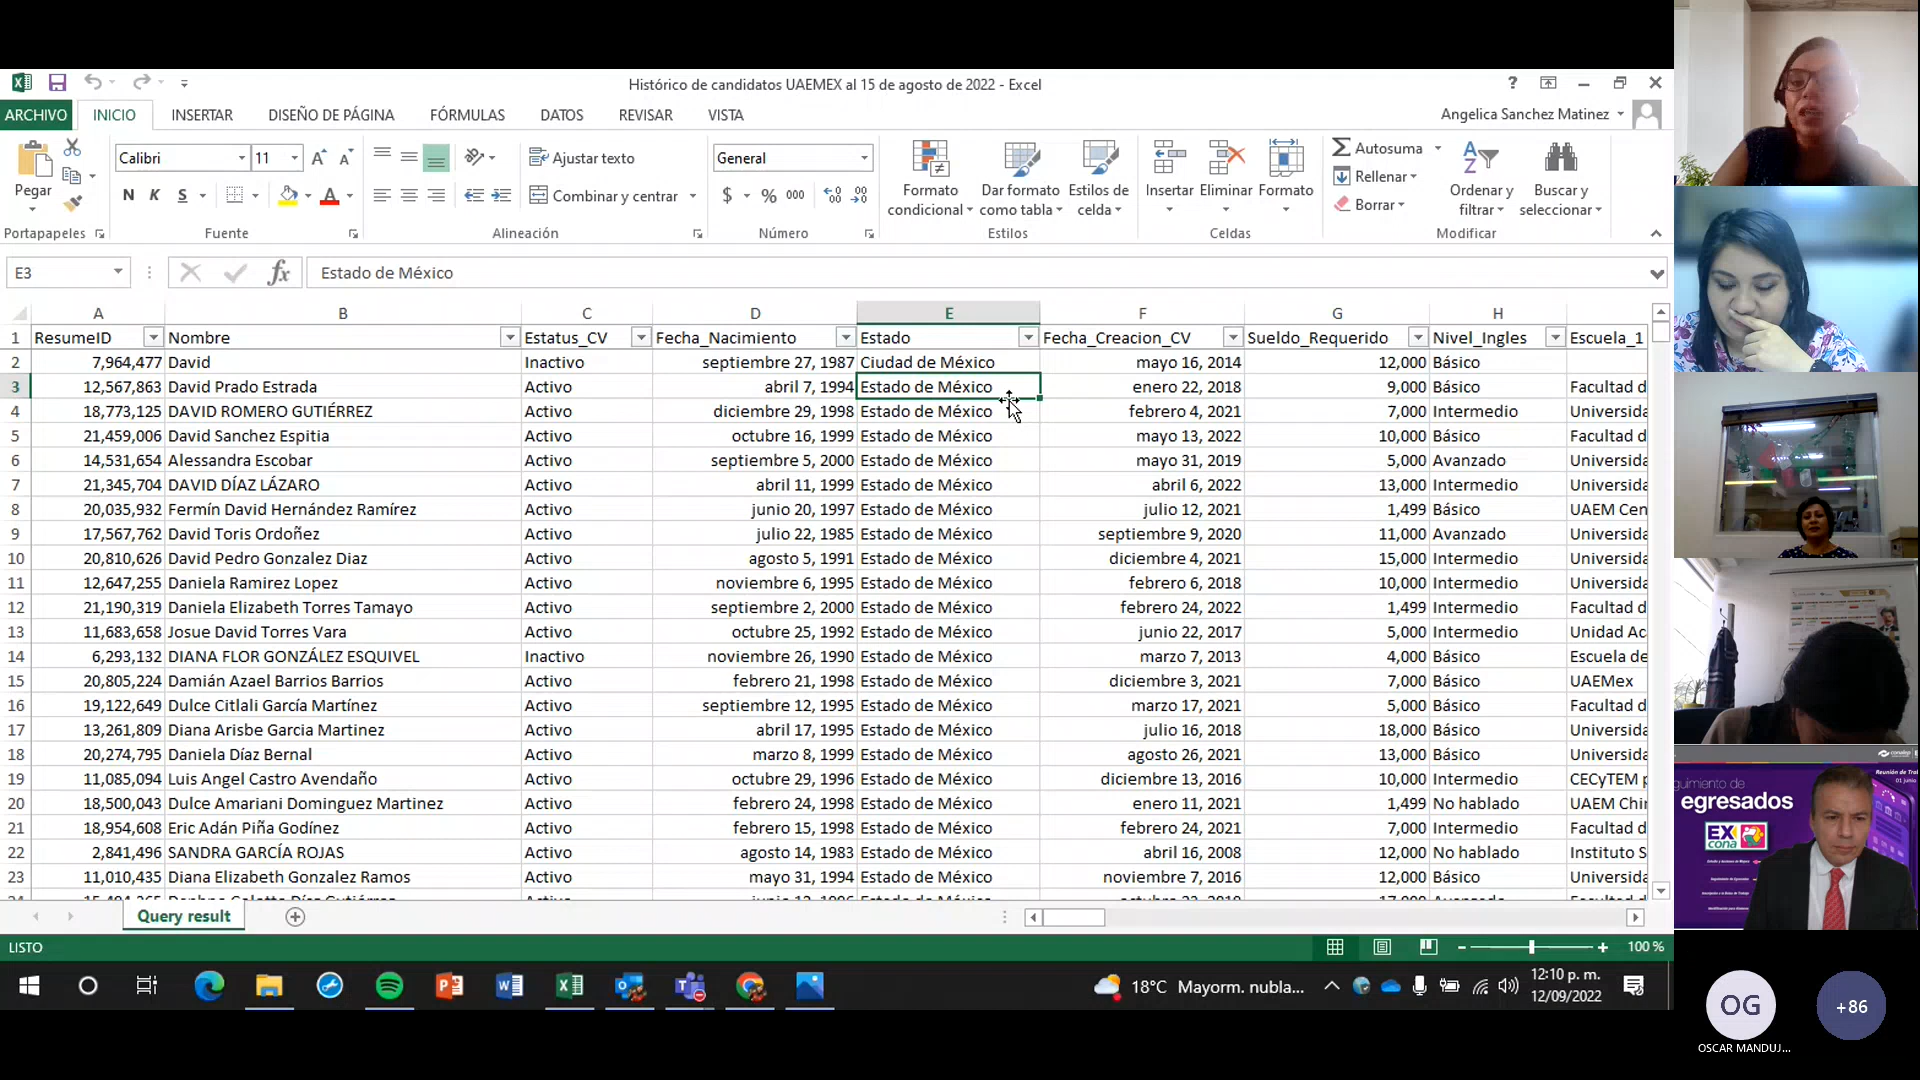 Histórico de candidatos UAEMEX al 15 de agosto de 2022 - Excel
?
ARCHIVO INICIO INSERTAR DISEÑO DE PÁGINA FÓRMULAS DATOS REVISAR VISTA
Angelica Sanchez Matinez
Pegar
Calibri 11
N K S
Ajustar texto
Combinar y centrar
General
$ % 000
Formato condicional
Dar formato como tabla
Estilos de celda
Insertar Eliminar Formato
Autosuma
Rellenar
Borrar
Ordenar y filtrar
Buscar y seleccionar
Portapapeles Fuente Alineación Número Estilos Celdas Modificar
E3 fx Estado de México
A B C D E F G H
1 ResumeID Nombre Estatus_CV Fecha_Nacimiento Estado Fecha_Creacion_CV Sueldo_Requerido Nivel_Ingles Escuela_1
2 7,964,477 David Inactivo septiembre 27, 1987 Ciudad de México mayo 16, 2014 12,000 Básico
3 12,567,863 David Prado Estrada Activo abril 7, 1994 Estado de México enero 22, 2018 9,000 Básico Facultad d
4 18,773,125 DAVID ROMERO GUTIÉRREZ Activo diciembre 29, 1998 Estado de México febrero 4, 2021 7,000 Intermedio Universida
5 21,459,006 David Sanchez Espitia Activo octubre 16, 1999 Estado de México mayo 13, 2022 10,000 Básico Facultad d
6 14,531,654 Alessandra Escobar Activo septiembre 5, 2000 Estado de México mayo 31, 2019 5,000 Avanzado Universida
7 21,345,704 DAVID DÍAZ LÁZARO Activo abril 11, 1999 Estado de México abril 6, 2022 13,000 Intermedio Universida
8 20,035,932 Fermín David Hernández Ramírez Activo junio 20, 1997 Estado de México julio 12, 2021 1,499 Básico UAEM Cen
9 17,567,762 David Toris Ordoñez Activo julio 22, 1985 Estado de México septiembre 9, 2020 11,000 Avanzado Universida
10 20,810,626 David Pedro Gonzalez Diaz Activo agosto 5, 1991 Estado de México diciembre 4, 2021 15,000 Intermedio Universida
11 12,647,255 Daniela Ramirez Lopez Activo noviembre 6, 1995 Estado de México febrero 6, 2018 10,000 Intermedio Universida
12 21,190,319 Daniela Elizabeth Torres Tamayo Activo septiembre 2, 2000 Estado de México febrero 24, 2022 1,499 Intermedio Facultad d
13 11,683,658 Josue David Torres Vara Activo octubre 25, 1992 Estado de México junio 22, 2017 5,000 Intermedio Unidad Ac
14 6,293,132 DIANA FLOR GONZÁLEZ ESQUIVEL Inactivo noviembre 26, 1990 Estado de México marzo 7, 2013 4,000 Básico Escuela de
15 20,805,224 Damián Azael Barrios Barrios Activo febrero 21, 1998 Estado de México diciembre 3, 2021 7,000 Básico UAEMex
16 19,122,649 Dulce Citlali García Martínez Activo septiembre 12, 1995 Estado de México marzo 17, 2021 5,000 Básico Facultad d
17 13,261,809 Diana Arisbe Garcia Martinez Activo abril 17, 1995 Estado de México julio 16, 2018 18,000 Básico Universida
18 20,274,795 Daniela Díaz Bernal Activo marzo 8, 1999 Estado de México agosto 26, 2021 13,000 Básico Universida
19 11,085,094 Luis Angel Castro Avendaño Activo octubre 29, 1996 Estado de México diciembre 13, 2016 10,000 Intermedio CECyTEM p
20 18,500,043 Dulce Amariani Dominguez Martinez Activo febrero 24, 1998 Estado de México enero 11, 2021 1,499 No hablado UAEM Chi
21 18,954,608 Eric Adán Piña Godínez Activo febrero 15, 1998 Estado de México febrero 24, 2021 7,000 Intermedio Facultad d
22 2,841,496 SANDRA GARCÍA ROJAS Activo agosto 14, 1983 Estado de México abril 16, 2008 12,000 No hablado Instituto S
23 11,010,435 Diana Elizabeth Gonzalez Ramos Activo mayo 31, 1994 Estado de México noviembre 7, 2016 12,000 Básico Universida
Query result
LISTO
100 %
18°C Mayorm. nubla...
12:10 p. m.
12/09/2022
Reunión de Tra
01 junio
guimiento de
egresados
EX
cona
OG
+86
OSCAR MANDUJ...